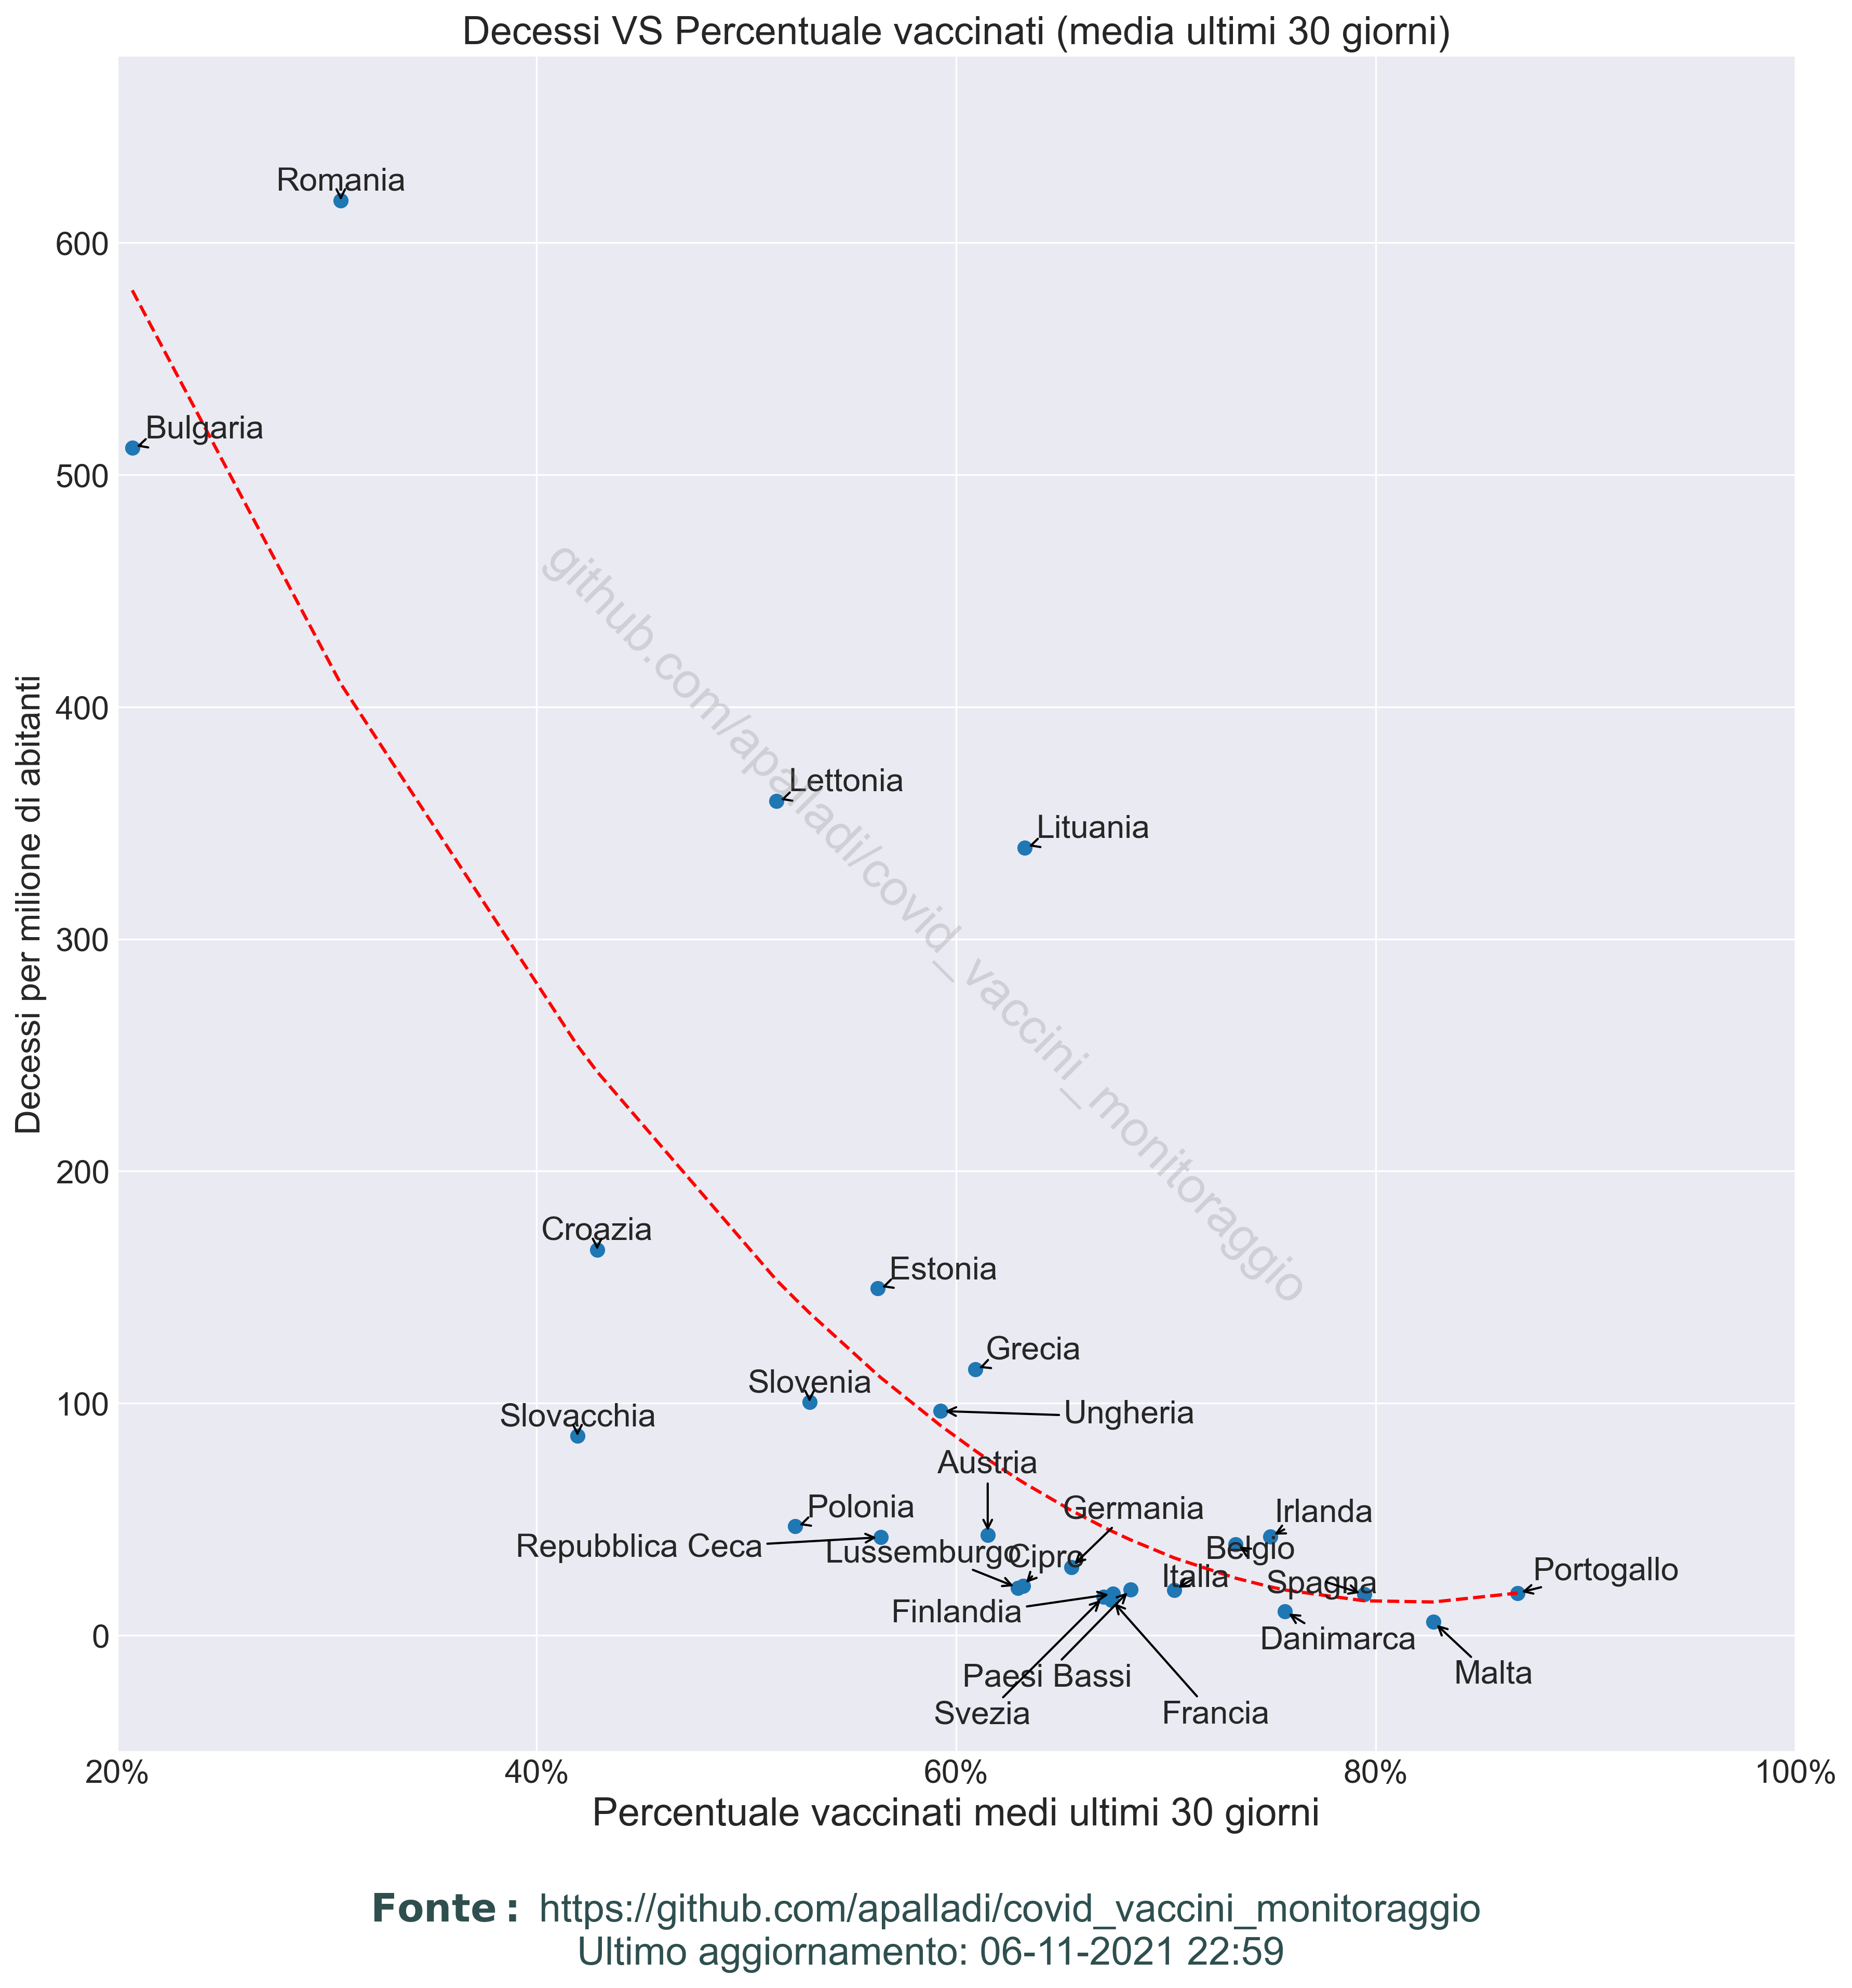 Decessi VS Percentuale vaccinati (media ultimi 30 giorni)
Romania
600
Bulgaria
500
github.com/apalladi/covid_vaccini_monitoraggio
400
Decessi per milione di abitanti
Lettonia
Lituania
300
200
Croazia
Estonia
Grecia
Slovenia
100
Ungheria
Slovacchia
Austria
Polonia
Germania
Irlanda
Repubblica Ceca
Lussemburgo
Cipro
Belgio
Italia
Spagna
Portogallo
Finlandia
0
Danimarca
Paesi Bassi
Malta
Svezia
Francia
20%
40%
60%
80%
100%
Percentuale vaccinati medi ultimi 30 giorni
Fonte: https://github.com/apalladi/covid_vaccini_monitoraggio
Ultimo aggiornamento: 06-11-2021 22:59